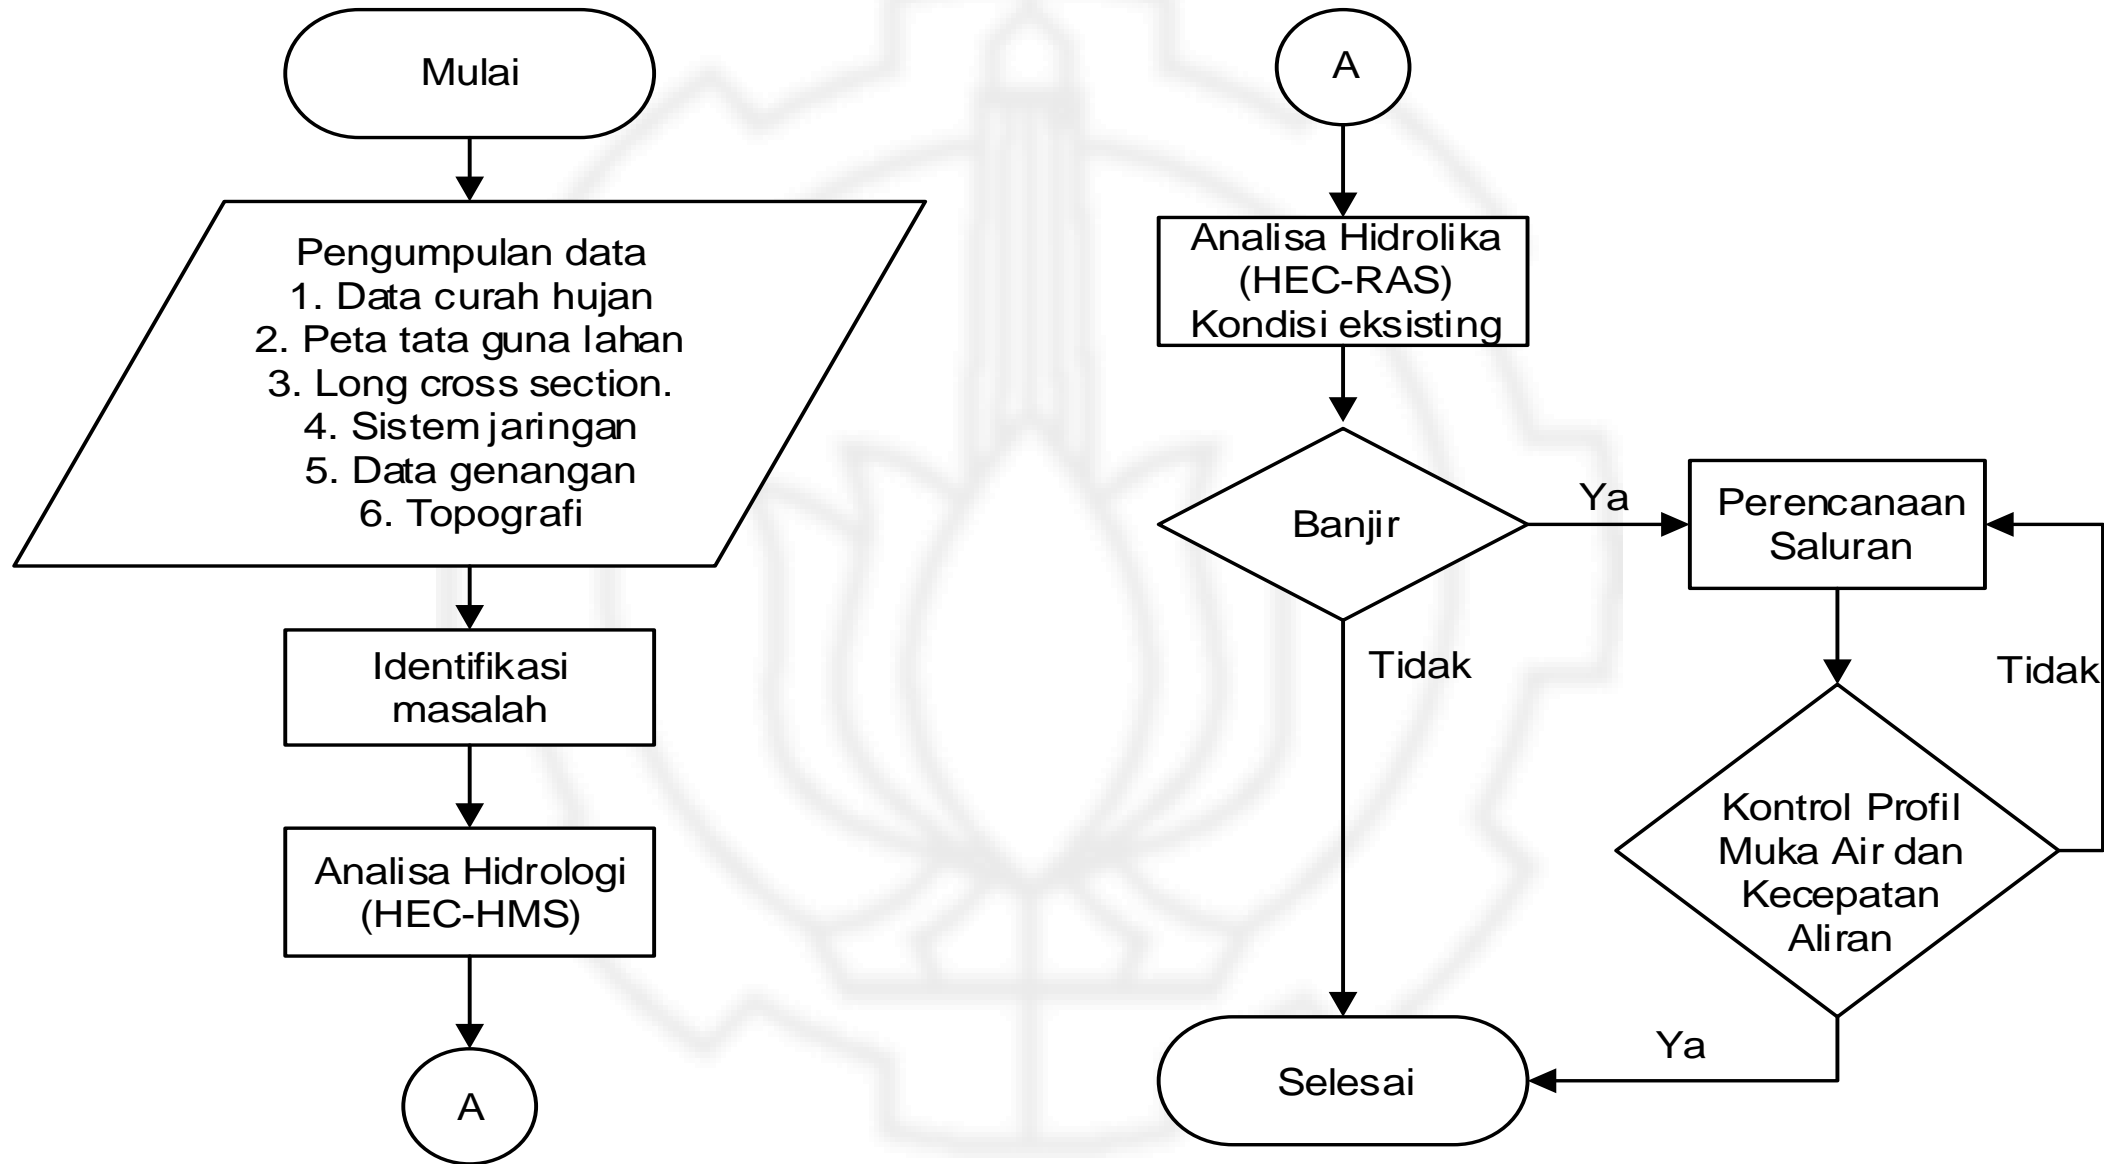 Mulai
Pengumpulan data
1. Data curah hujan
2. Peta tata guna lahan
3. Long cross section.
4. Sistem jaringan
5. Data genangan
6. Topografi
Identifikasi
masalah
Analisa Hidrologi
(HEC-HMS)
A
A
Analisa Hidrolika
(HEC-RAS)
Kondisi eksisting
Banjir
Ya
Tidak
Perencanaan
Saluran
Tidak
Kontrol Profil
Muka Air dan
Kecepatan
Aliran
Ya
Selesai